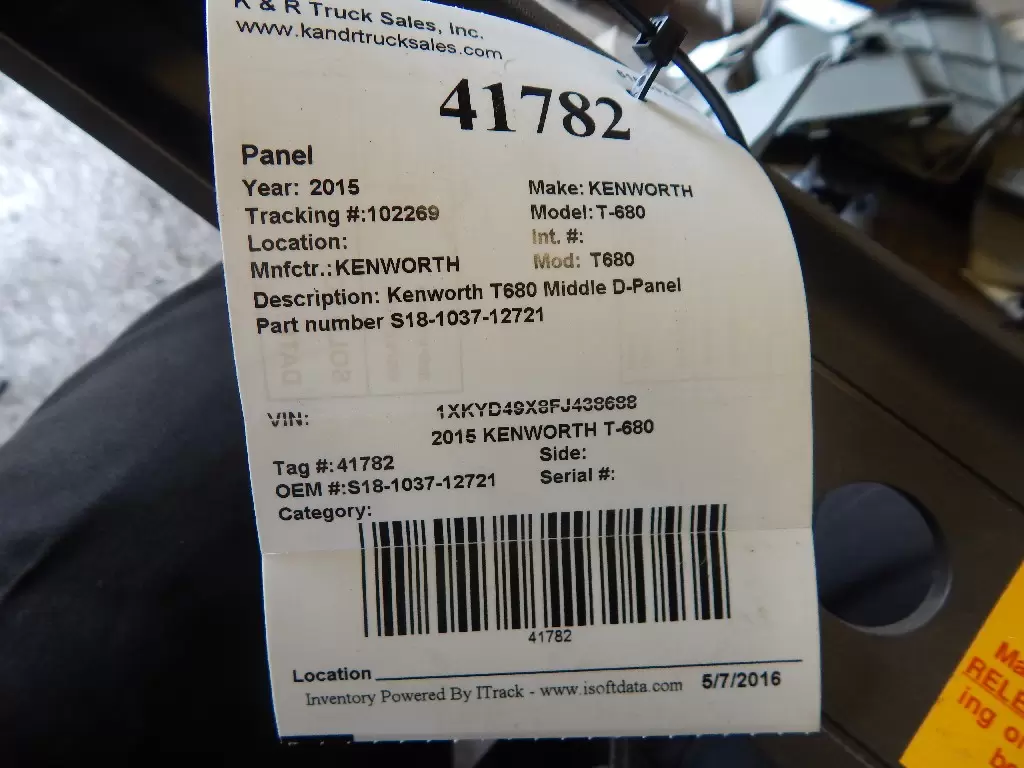 K & R Truck Sales, Inc.
www.kandrtrucksales.com
41782
Panel
Year: 2015 Make: KENWORTH
Tracking #:102269 Model: T-680
Location: Int. #:
Mnfctr.: KENWORTH Mod: T680
Description: Kenworth T680 Middle D-Panel
Part number S18-1037-12721
VIN: 1XKYD49X8FJ438688
2015 KENWORTH T-680
Tag #: 41782 Side:
OEM #:S18-1037-12721 Serial #:
Category:
41782
Location
Inventory Powered By ITrack - www.isoftdata.com 5/7/2016
ing